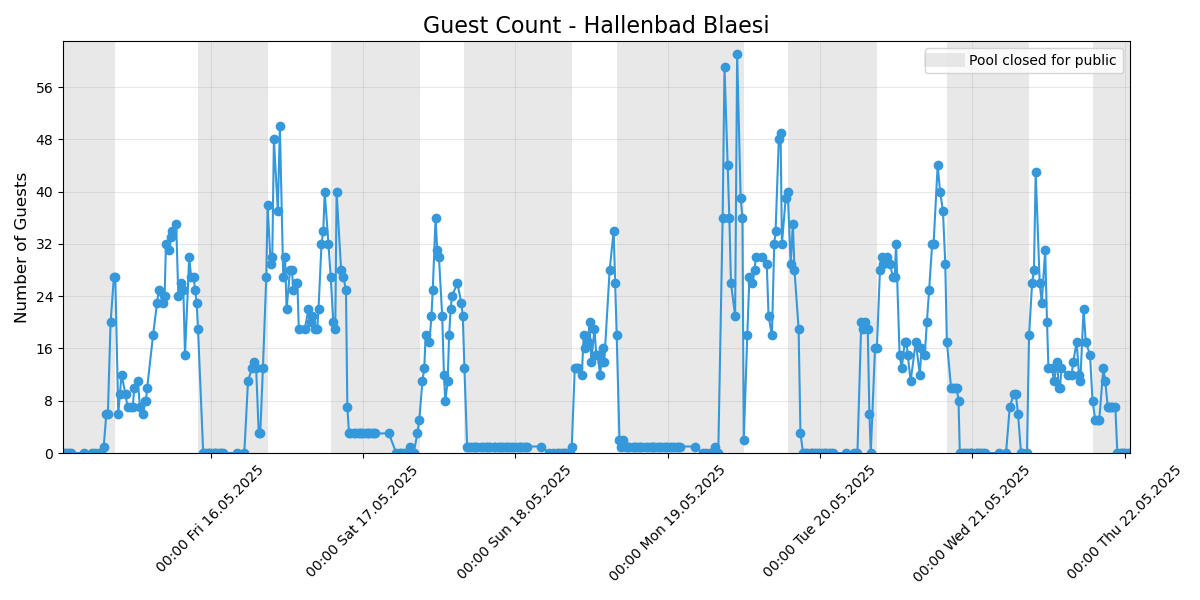 Guest Count - Hallenbad Blaesi
Pool closed for public
Number of Guests
56
48
40
32
24
16
8
0
00:00 Fri 16.05.2025
00:00 Sat 17.05.2025
00:00 Sun 18.05.2025
00:00 Mon 19.05.2025
00:00 Tue 20.05.2025
00:00 Wed 21.05.2025
00:00 Thu 22.05.2025